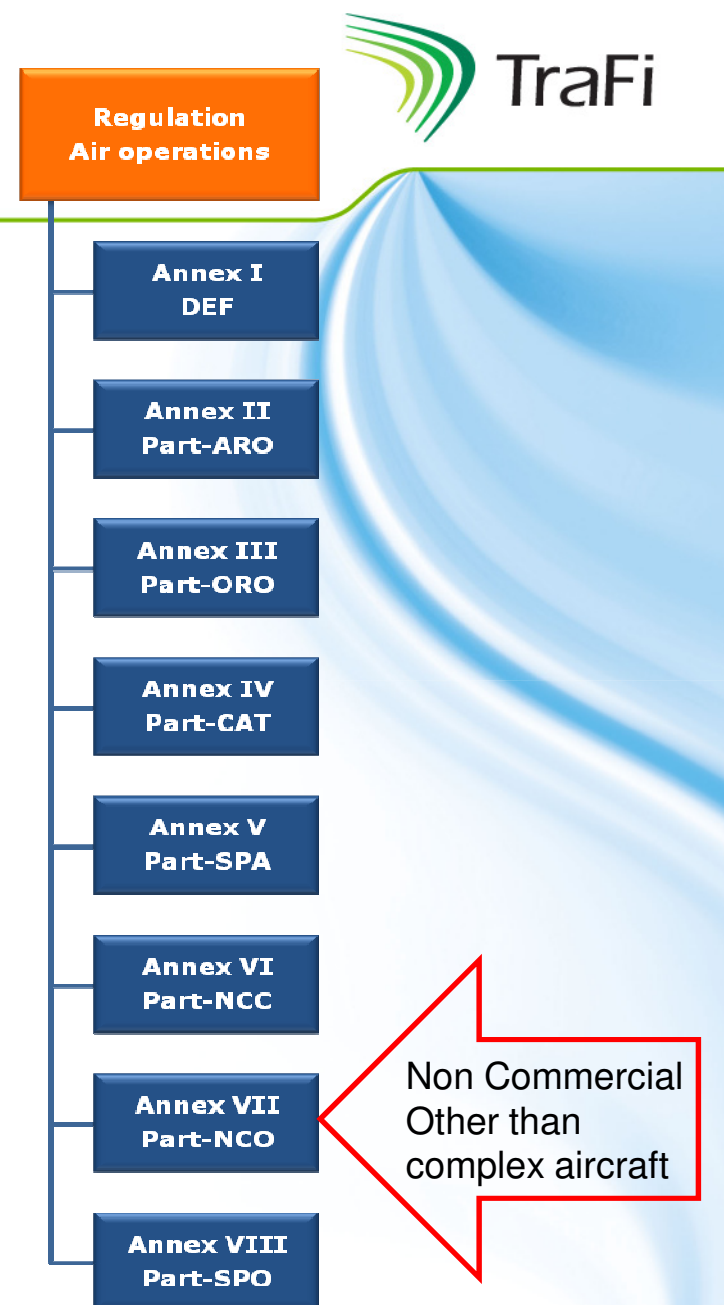 TraFi
Regulation
Air operations
Annex I
DEF
Annex II
Part-ARO
Annex III
Part-ORO
Annex IV
Part-CAT
Annex V
Part-SPA
Annex VI
Part-NCC
Annex VII
Part-NCO
Non Commercial
Other than
complex aircraft
Annex VIII
Part-SPO